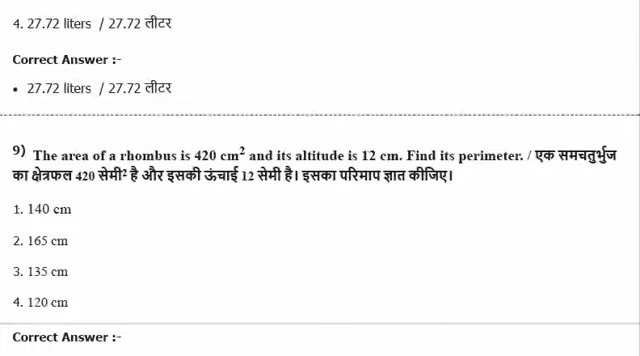 4. 27.72 liters / 27.72 लीटर
Correct Answer :-
• 27.72 liters / 27.72 लीटर
9) The area of a rhombus is 420 cm² and its altitude is 12 cm. Find its perimeter. / एक समचतुर्भुज
का क्षेत्रफल 420 सेमी² है और इसकी ऊंचाई 12 सेमी है। इसका परिमाप ज्ञात कीजिए।
1. 140 cm
2. 165 cm
3. 135 cm
4. 120 cm
Correct Answer :-